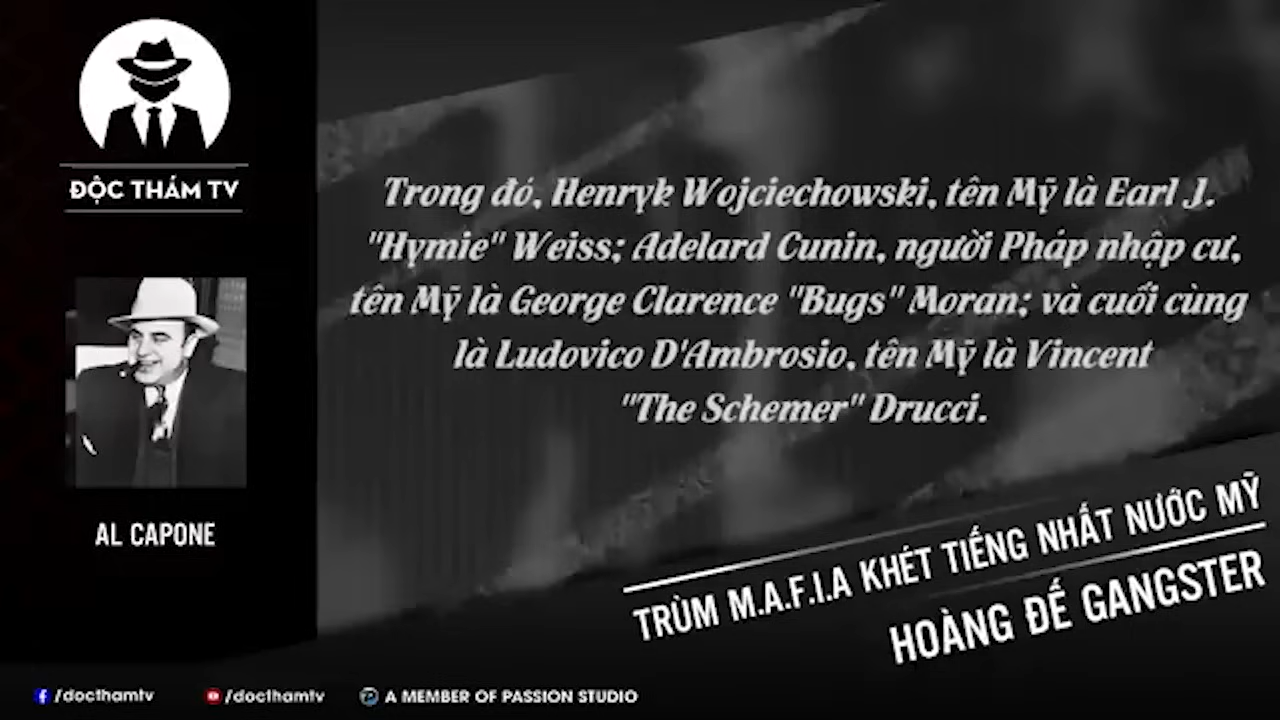 ĐỘC THÁM TV
Trong đó, Henryk Wojciechowski, tên Mỹ là Earl J.
"Hymie" Weiss; Adelard Cunin, người Pháp nhập cư,
tên Mỹ là George Clarence "Bugs" Moran; và cuối cùng
là Ludovico D'Ambrosio, tên Mỹ là Vincent
"The Schemer" Drucci.
AL CAPONE
TRÙM M.A.F.I.A KHÉT TIẾNG NHẤT NƯỚC MỸ
HOÀNG ĐẾ GANGSTER
/docthamtv /docthamtv A MEMBER OF PASSION STUDIO